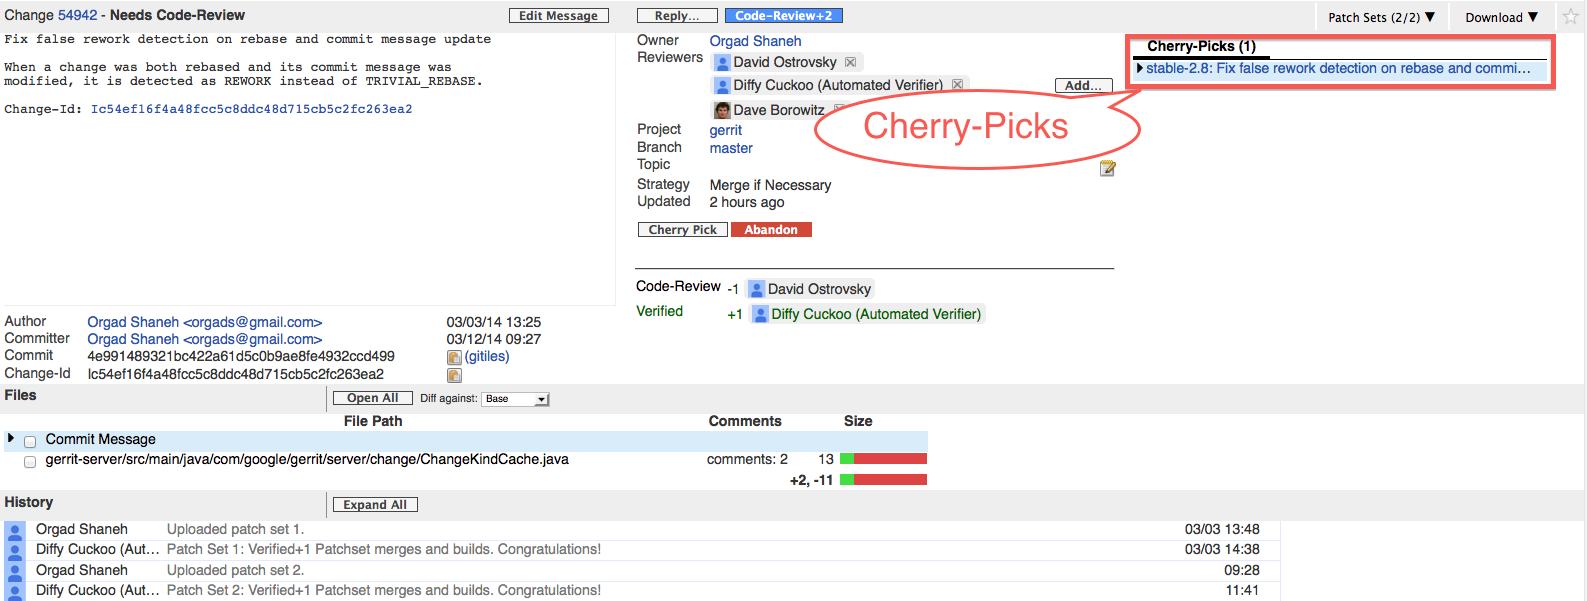 Change 54942 - Needs Code-Review
Edit Message
Reply...
Code-Review+2
Patch Sets (2/2) ▼
Download ▼
Fix false rework detection on rebase and commit message update
When a change was both rebased and its commit message was
modified, it is detected as REWORK instead of TRIVIAL_REBASE.
Change-Id: Ic54ef16f4a48fcc5c8ddc48d715cb5c2fc263ea2
Owner Orgad Shaneh
Reviewers David Ostrovsky
Diffy Cuckoo (Automated Verifier)
Add...
Dave Borowitz
Project gerrit
Branch master
Topic
Strategy Merge if Necessary
Updated 2 hours ago
Cherry Pick
Abandon
Cherry-Picks (1)
stable-2.8: Fix false rework detection on rebase and commi...
Cherry-Picks
Code-Review -1 David Ostrovsky
Verified +1 Diffy Cuckoo (Automated Verifier)
Author Orgad Shaneh <orgads@gmail.com> 03/03/14 13:25
Committer Orgad Shaneh <orgads@gmail.com> 03/12/14 09:27
Commit 4e991489321bc422a61d5c0b9ae8fe4932ccd499 (gitiles)
Change-Id Ic54ef16f4a48fcc5c8ddc48d715cb5c2fc263ea2
Files Open All Diff against: Base
File Path Comments Size
Commit Message
gerrit-server/src/main/java/com/google/gerrit/server/change/ChangeKindCache.java comments: 2 13
+2, -11
History Expand All
Orgad Shaneh Uploaded patch set 1. 03/03 13:48
Diffy Cuckoo (Aut... Patch Set 1: Verified+1 Patchset merges and builds. Congratulations! 03/03 14:38
Orgad Shaneh Uploaded patch set 2. 09:28
Diffy Cuckoo (Aut... Patch Set 2: Verified+1 Patchset merges and builds. Congratulations! 11:41